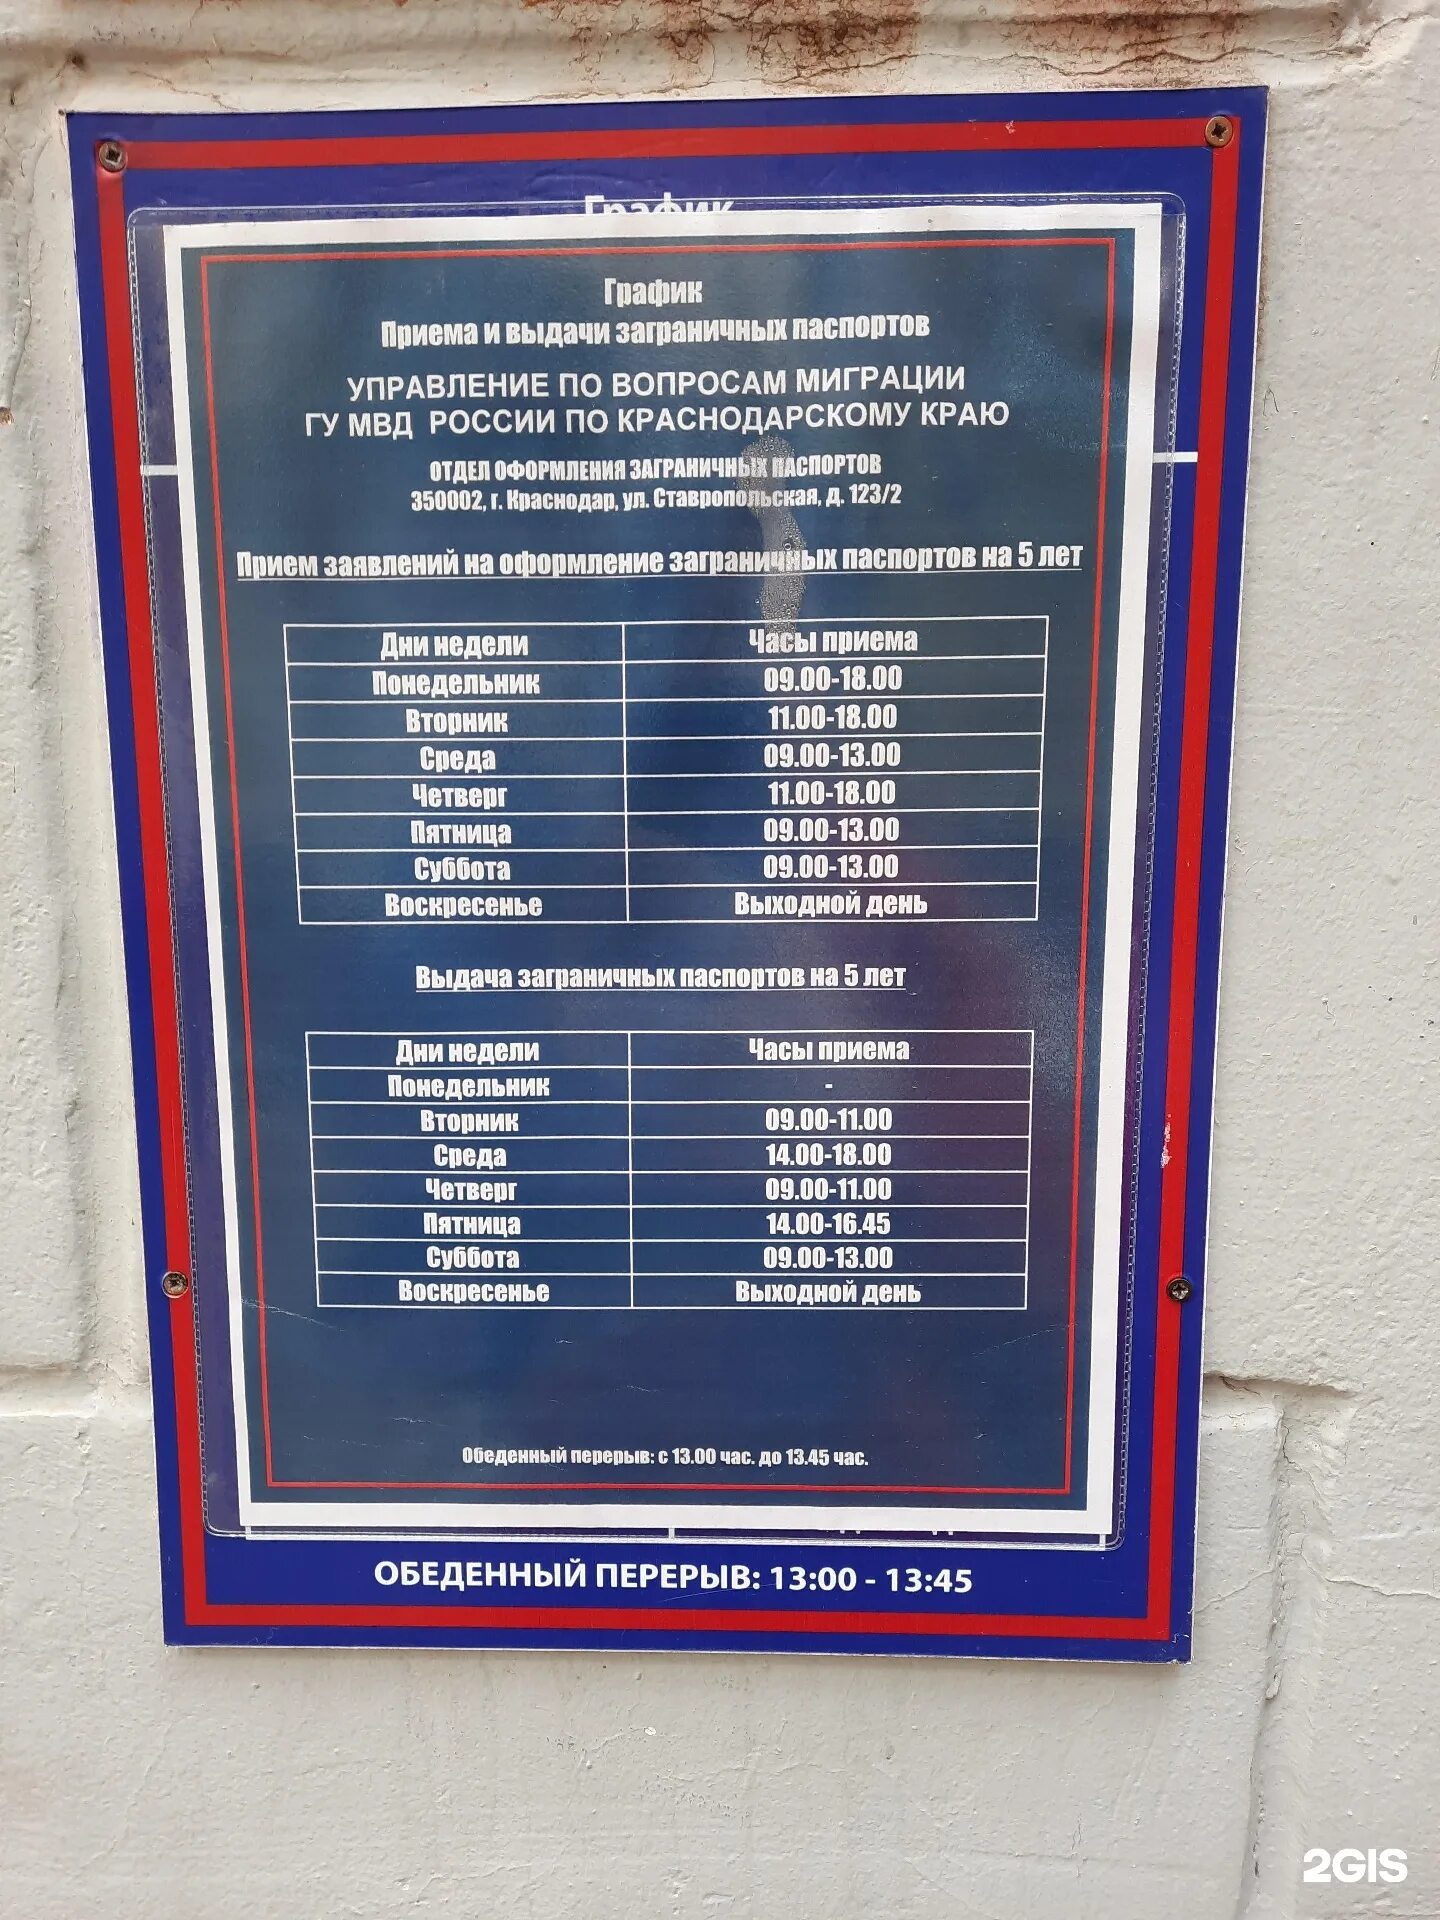 График
График
Приема и выдачи заграничных паспортов
УПРАВЛЕНИЕ ПО ВОПРОСАМ МИГРАЦИИ
ГУ МВД РОССИИ ПО КРАСНОДАРСКОМУ КРАЮ
ОТДЕЛ ОФОРМЛЕНИЯ ЗАГРАНИЧНЫХ ПАСПОРТОВ
350002, г. Краснодар, ул. Ставропольская, д. 123/2
Прием заявлений на оформление заграничных паспортов на 5 лет
Дни недели Часы приема
Понедельник 09.00-18.00
Вторник 11.00-18.00
Среда 09.00-13.00
Четверг 11.00-18.00
Пятница 09.00-13.00
Суббота 09.00-13.00
Воскресенье Выходной день
Выдача заграничных паспортов на 5 лет
Дни недели Часы приема
Понедельник -
Вторник 09.00-11.00
Среда 14.00-18.00
Четверг 09.00-11.00
Пятница 14.00-16.45
Суббота 09.00-13.00
Воскресенье Выходной день
Обеденный перерыв: с 13.00 час. до 13.45 час.
ОБЕДЕННЫЙ ПЕРЕРЫВ: 13:00 - 13:45
2GIS